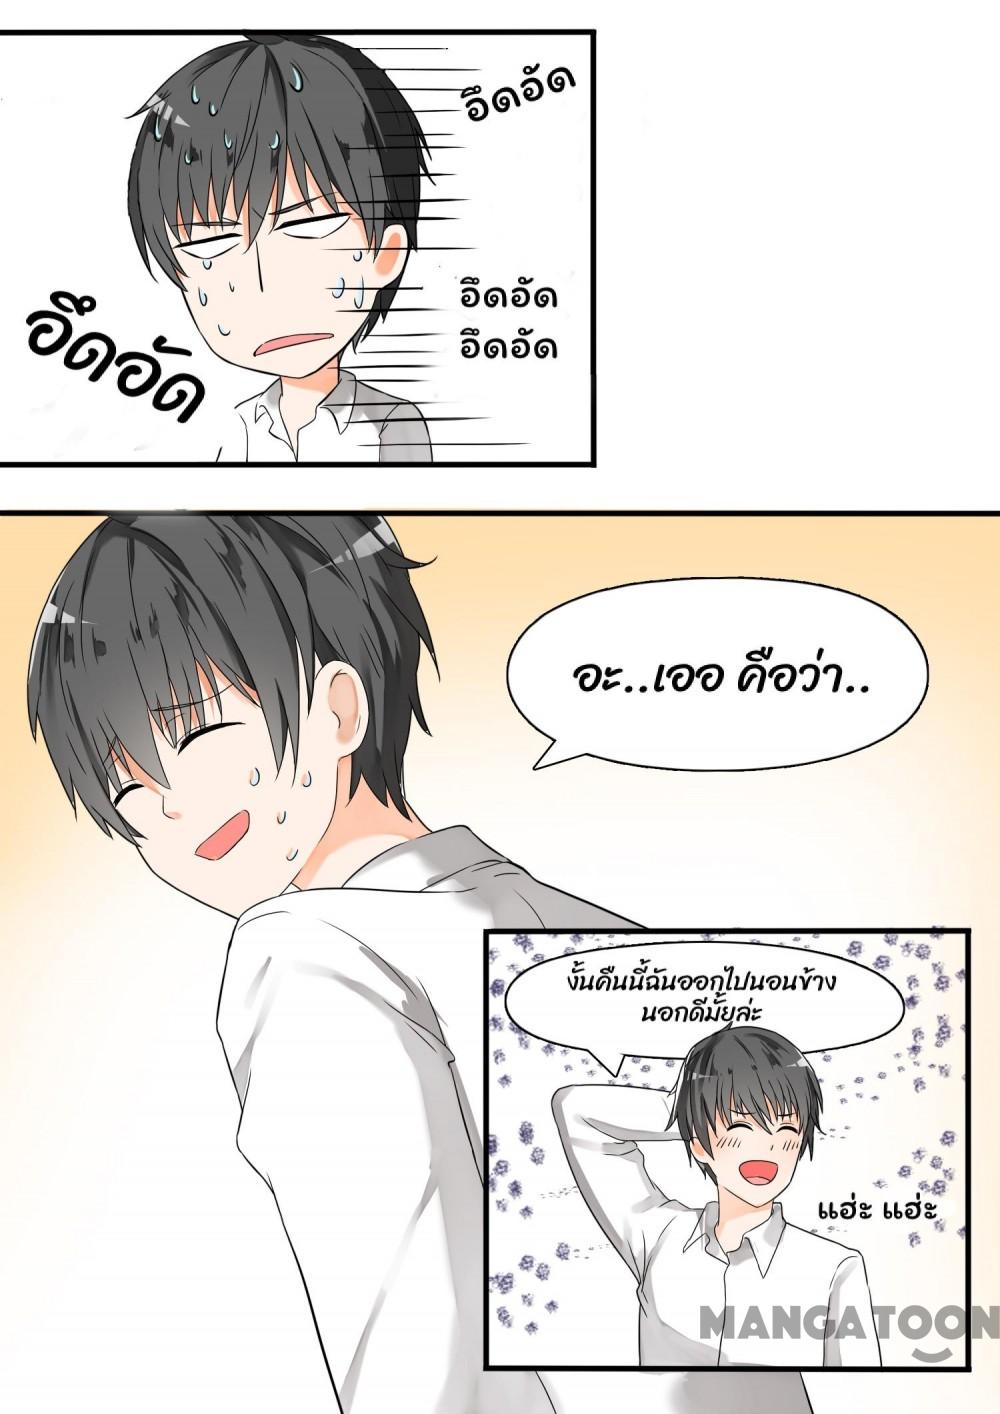 อึดอัด
อึดอัด
อึดอัด
อึดอัด
อะ..เออ คือว่า..
งั้นคืนนี้ฉันออกไปนอนข้าง
นอกดีมั้ยล่ะ
แฮ่ะ แฮ่ะ
MANGATOON